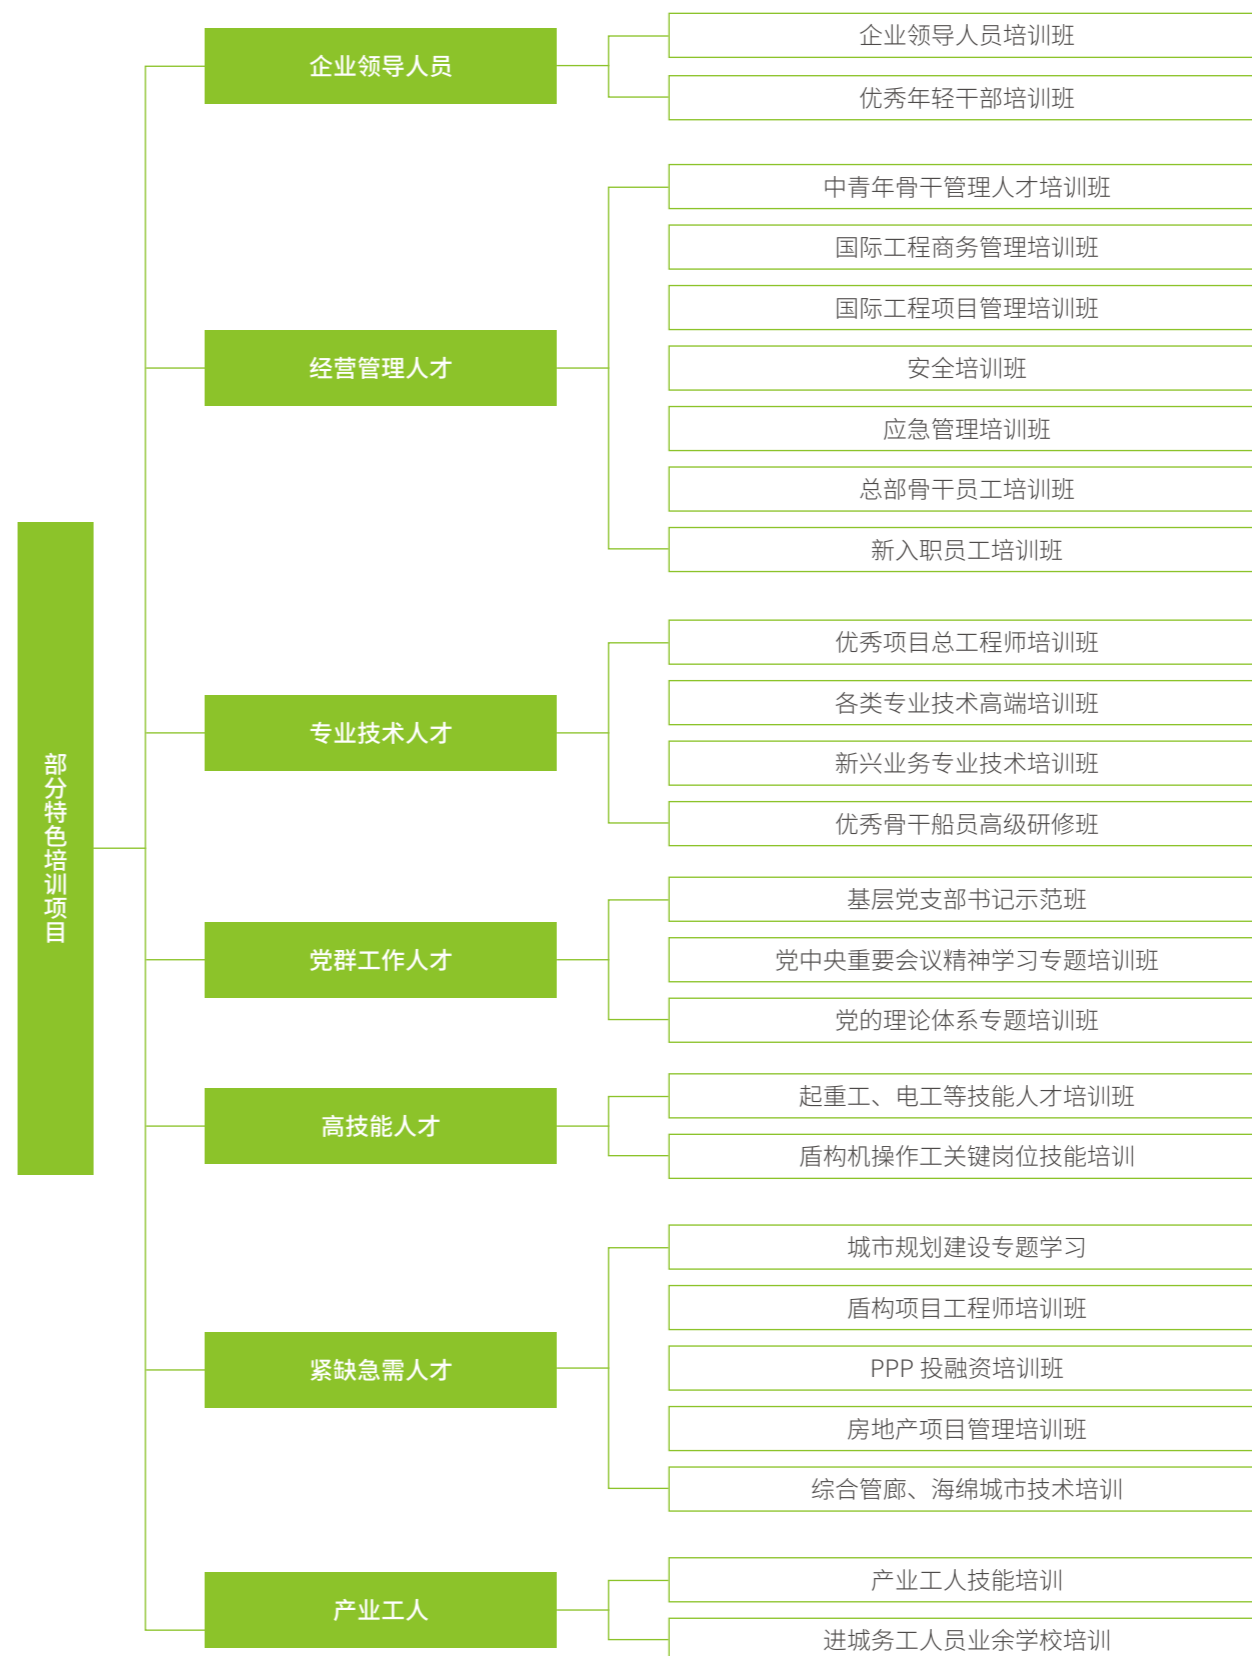 部分特色培训项目
企业领导人员
企业领导人员培训班
优秀年轻干部培训班
经营管理人才
中青年骨干管理人才培训班
国际工程商务管理培训班
国际工程项目管理培训班
安全培训班
应急管理培训班
总部骨干员工培训班
新入职员工培训班
专业技术人才
优秀项目总工程师培训班
各类专业技术高端培训班
新兴业务专业技术培训班
优秀骨干船员高级研修班
党群工作人才
基层党支部书记示范班
党中央重要会议精神学习专题培训班
党的理论体系专题培训班
高技能人才
起重工、电工等技能人才培训班
盾构机操作工关键岗位技能培训
紧缺急需人才
城市规划建设专题学习
盾构项目工程师培训班
PPP 投融资培训班
房地产项目管理培训班
综合管廊、海绵城市技术培训
产业工人
产业工人技能培训
进城务工人员业余学校培训